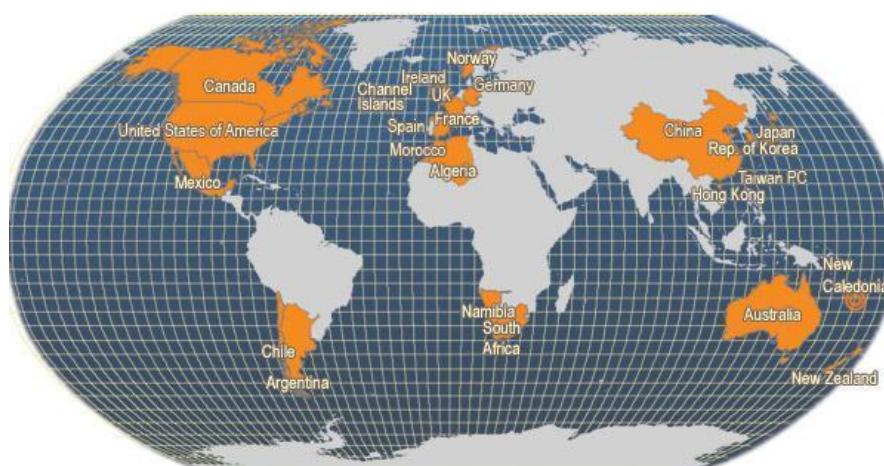 Norway
Canada
Ireland
Germany
Channel
Islands
UK
France
United States of America
Spain
China
Japan
Rep. of Korea
Morocco
Algeria
Mexico
Taiwan PC
Hong Kong
New
Caledonia
Namibia
South
Africa
Australia
Chile
Argentina
New Zealand